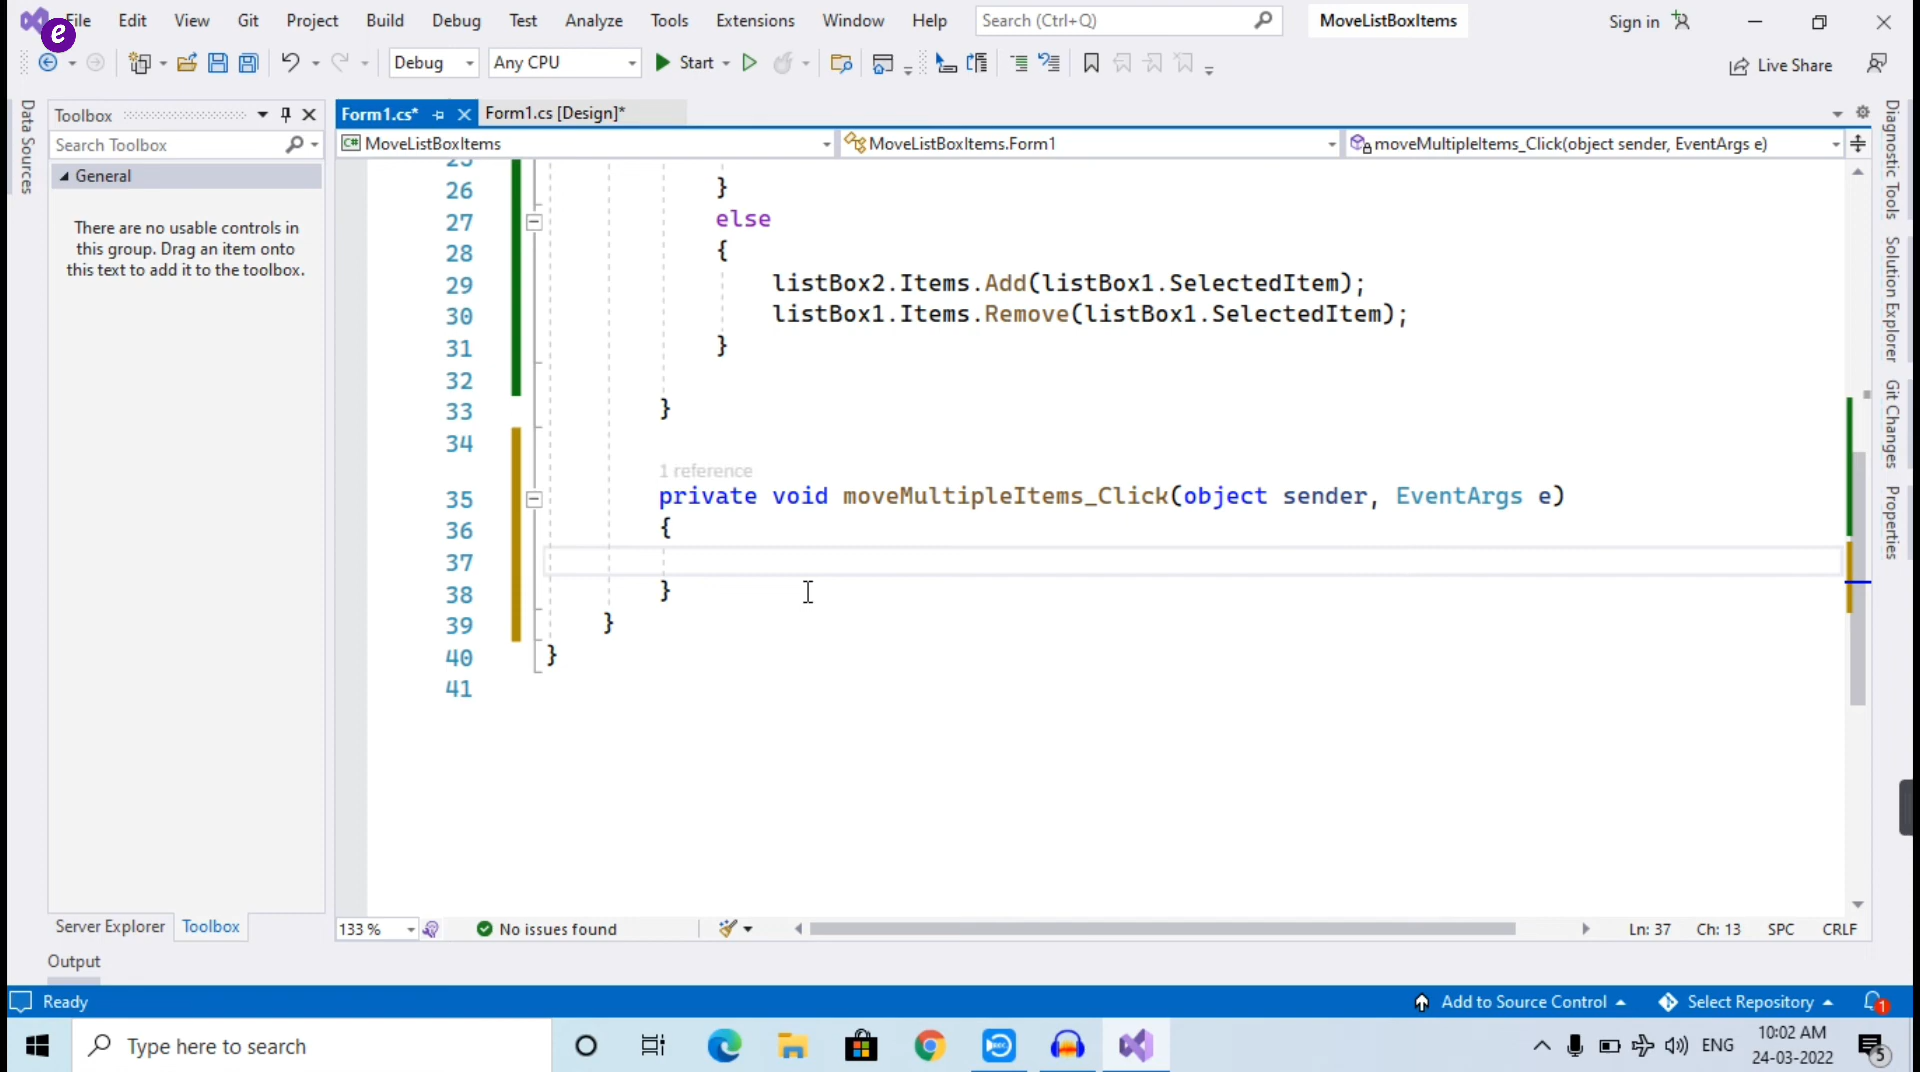 e
File Edit View Git Project Build Debug Test Analyze Tools Extensions Window Help Search (Ctrl+Q) MoveListBoxItems Sign in
Debug Any CPU Start Live Share
Data Sources
Toolbox
Search Toolbox
General
There are no usable controls in
this group. Drag an item onto
this text to add it to the toolbox.
Form1.cs* Form1.cs [Design]*
C# MoveListBoxItems MoveListBoxItems.Form1 moveMultipleItems_Click(object sender, EventArgs e)
25
26 }
27 else
28 {
29 listBox2.Items.Add(listBox1.SelectedItem);
30 listBox1.Items.Remove(listBox1.SelectedItem);
31 }
32
33 }
34
1 reference
35 private void moveMultipleItems_Click(object sender, EventArgs e)
36 {
37
38 }
39 }
40 }
41
Diagnostic Tools
Solution Explorer
Git Changes
Properties
Server Explorer Toolbox
133 % No issues found Ln: 37 Ch: 13 SPC CRLF
Output
Ready Add to Source Control Select Repository 1
Type here to search REC ENG 10:02 AM
24-03-2022 5